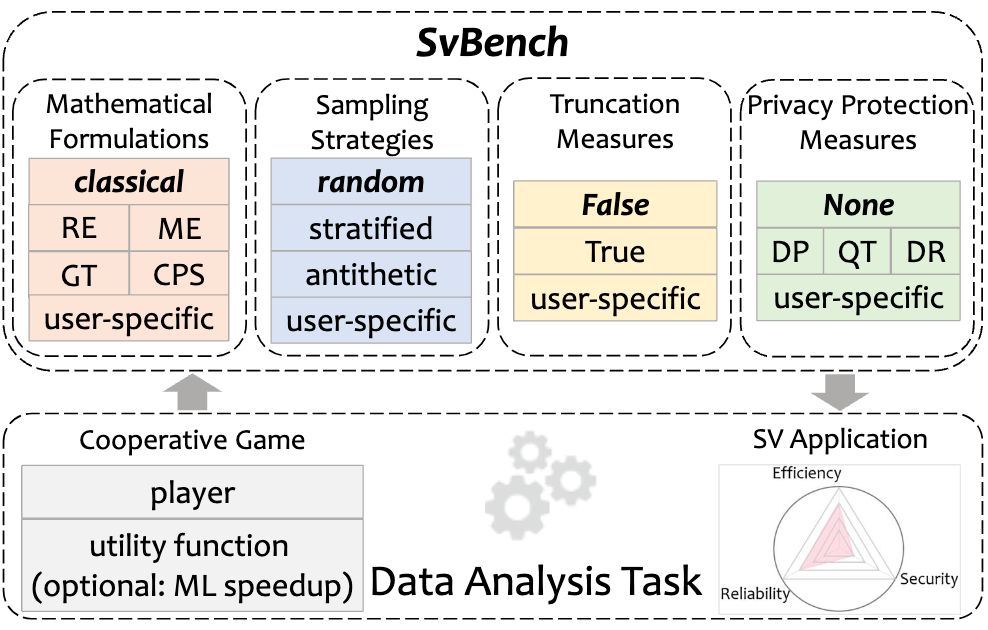 SvBench
Mathematical
Formulations
classical
RE
ME
GT
CPS
user-specific
Sampling
Strategies
random
stratified
antithetic
user-specific
Truncation
Measures
False
True
user-specific
Privacy Protection
Measures
None
DP
QT
DR
user-specific
Cooperative Game
player
utility function
(optional: ML speedup)
Data Analysis Task
SV Application
Efficiency
Security
Reliability